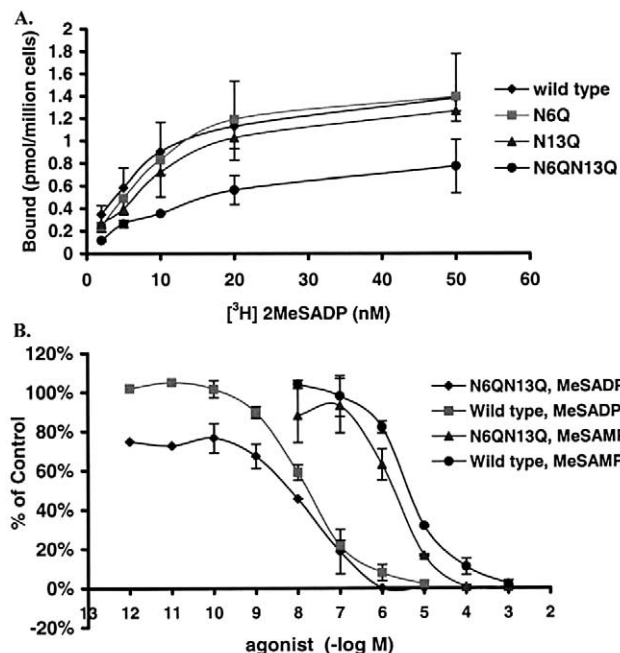 A.
2
1.8
1.6
1.4
1.2
1
0.8
0.6
0.4
0.2
0
Bound (pmol/million cells)
0 10 20 30 40 50 60
[³H] 2MeSADP (nM)
wild type
N6Q
N13Q
N6QN13Q
B.
120%
100%
80%
60%
40%
20%
0%
-20%
% of Control
13 12 11 10 9 8 7 6 5 4 3 2
agonist (-log M)
N6QN13Q, MeSADP
Wild type, MeSADP
N6QN13Q, MeSAMP
Wild type, MeSAMP